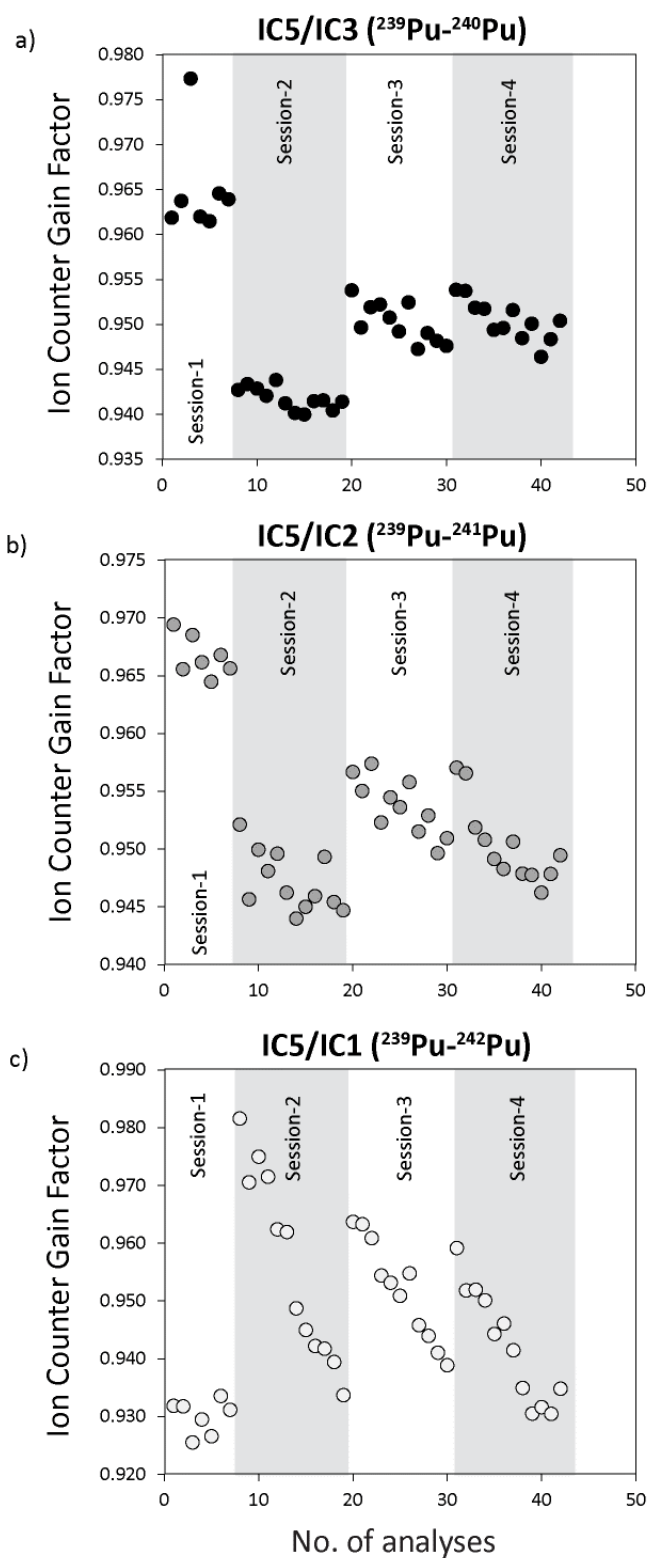 a)
IC5/IC3 (²³⁹Pu-²⁴⁰Pu)
0.980
0.975
0.970
0.965
0.960
0.955
0.950
0.945
0.940
0.935
Ion Counter Gain Factor
Session-1
Session-2
Session-3
Session-4
0 10 20 30 40 50
b)
IC5/IC2 (²³⁹Pu-²⁴¹Pu)
0.975
0.970
0.965
0.960
0.955
0.950
0.945
0.940
Ion Counter Gain Factor
Session-1
Session-2
Session-3
Session-4
0 10 20 30 40 50
c)
IC5/IC1 (²³⁹Pu-²⁴²Pu)
0.990
0.980
0.970
0.960
0.950
0.940
0.930
0.920
Ion Counter Gain Factor
Session-1
Session-2
Session-3
Session-4
0 10 20 30 40 50
No. of analyses